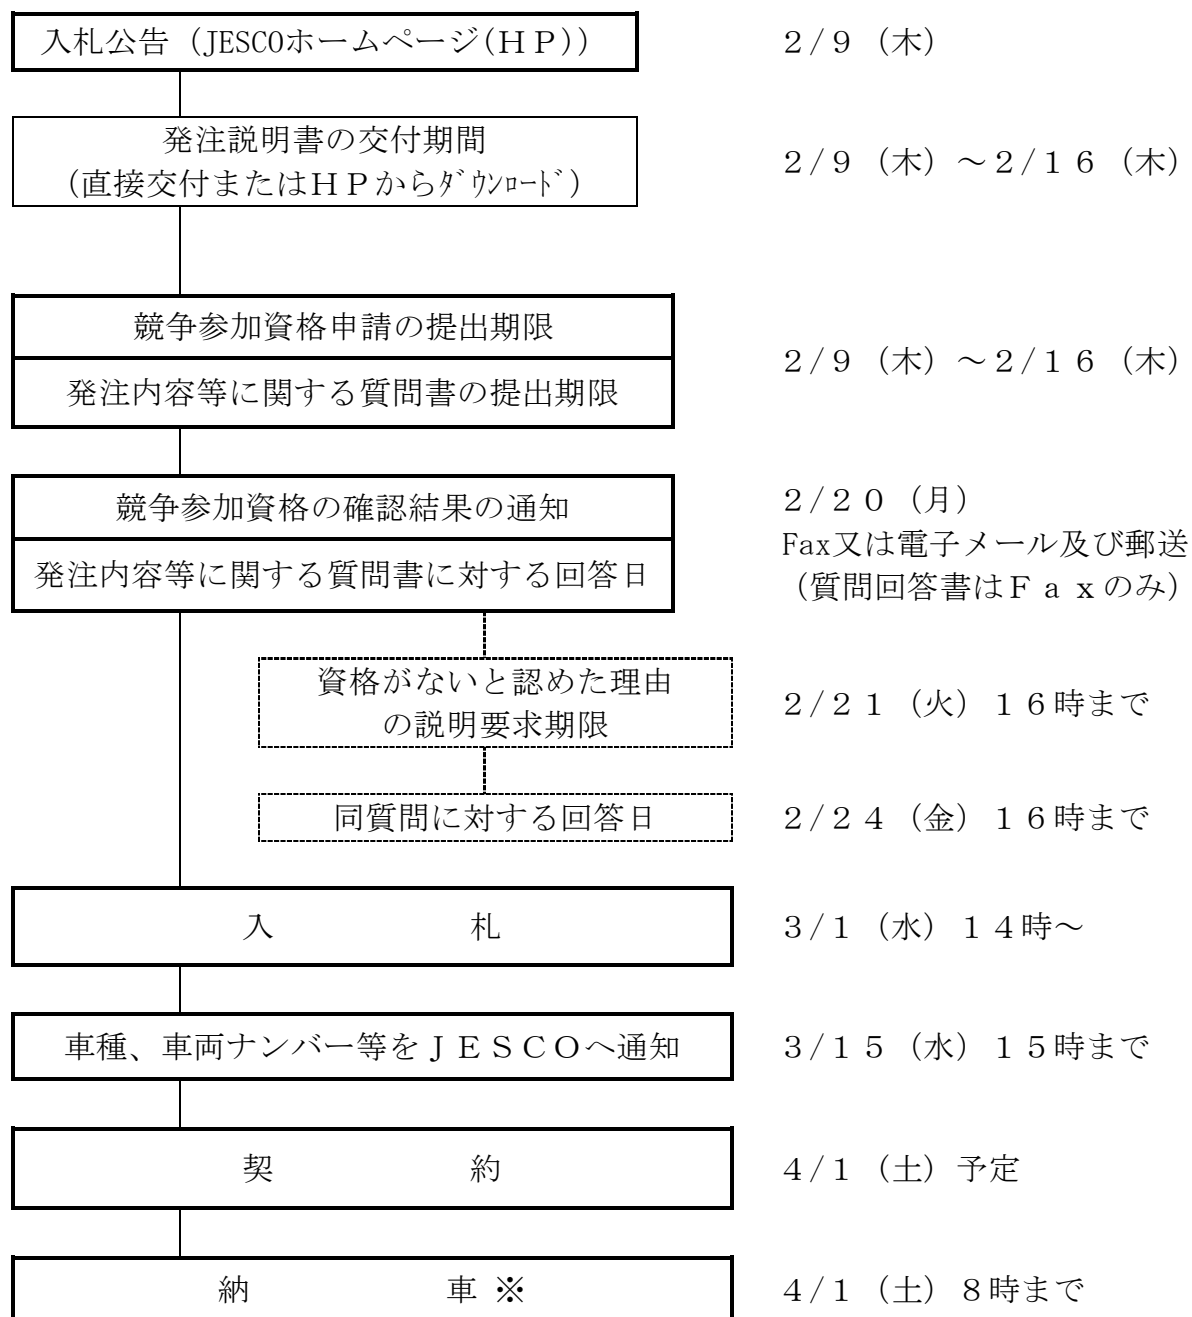 入札公告（JESCOホームページ(ＨＰ)）
２/９（木）
発注説明書の交付期間
（直接交付またはＨＰからﾀﾞｳﾝﾛｰﾄﾞ）
２/９（木）～２/１６（木）
競争参加資格申請の提出期限
発注内容等に関する質問書の提出期限
２/９（木）～２/１６（木）
競争参加資格の確認結果の通知
発注内容等に関する質問書に対する回答日
２/２０（月）
Fax又は電子メール及び郵送
（質問回答書はＦａｘのみ）
資格がないと認めた理由
の説明要求期限
２/２１（火）１６時まで
同質問に対する回答日
２/２４（金）１６時まで
入　　　　　　札
３/１（水）１４時～
車種、車両ナンバー等をＪＥＳＣＯへ通知
３/１５（水）１５時まで
契　　　　　　約
４/１（土）予定
納　　　　　　車 ※
４/１（土）８時まで